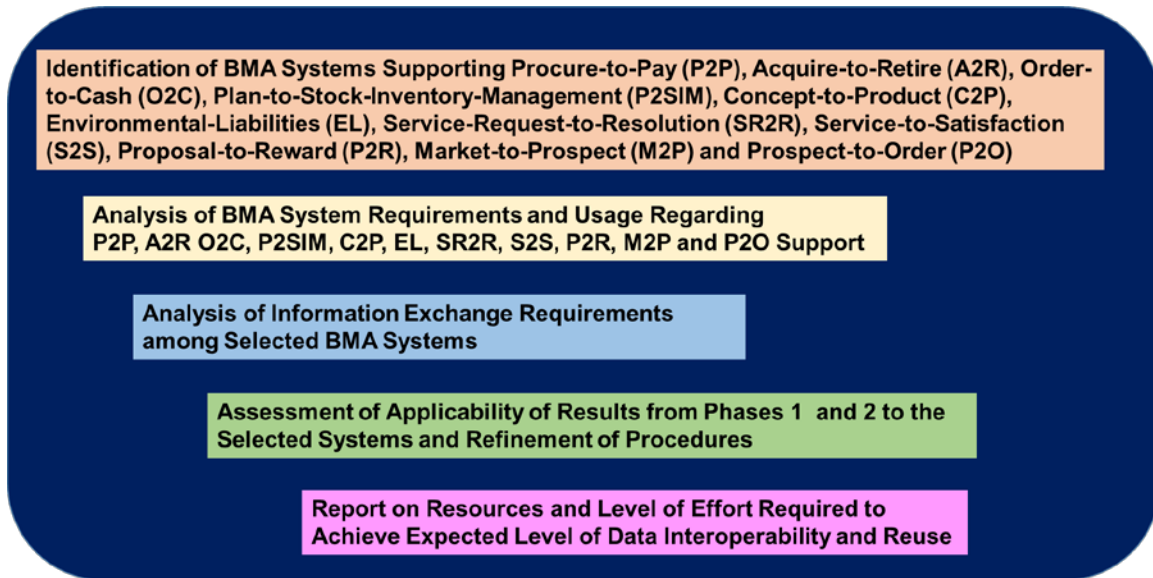 Identification of BMA Systems Supporting Procure-to-Pay (P2P), Acquire-to-Retire (A2R), Order-
to-Cash (O2C), Plan-to-Stock-Inventory-Management (P2SIM), Concept-to-Product (C2P),
Environmental-Liabilities (EL), Service-Request-to-Resolution (SR2R), Service-to-Satisfaction
(S2S), Proposal-to-Reward (P2R), Market-to-Prospect (M2P) and Prospect-to-Order (P2O)
Analysis of BMA System Requirements and Usage Regarding
P2P, A2R O2C, P2SIM, C2P, EL, SR2R, S2S, P2R, M2P and P2O Support
Analysis of Information Exchange Requirements
among Selected BMA Systems
Assessment of Applicability of Results from Phases 1 and 2 to the
Selected Systems and Refinement of Procedures
Report on Resources and Level of Effort Required to
Achieve Expected Level of Data Interoperability and Reuse